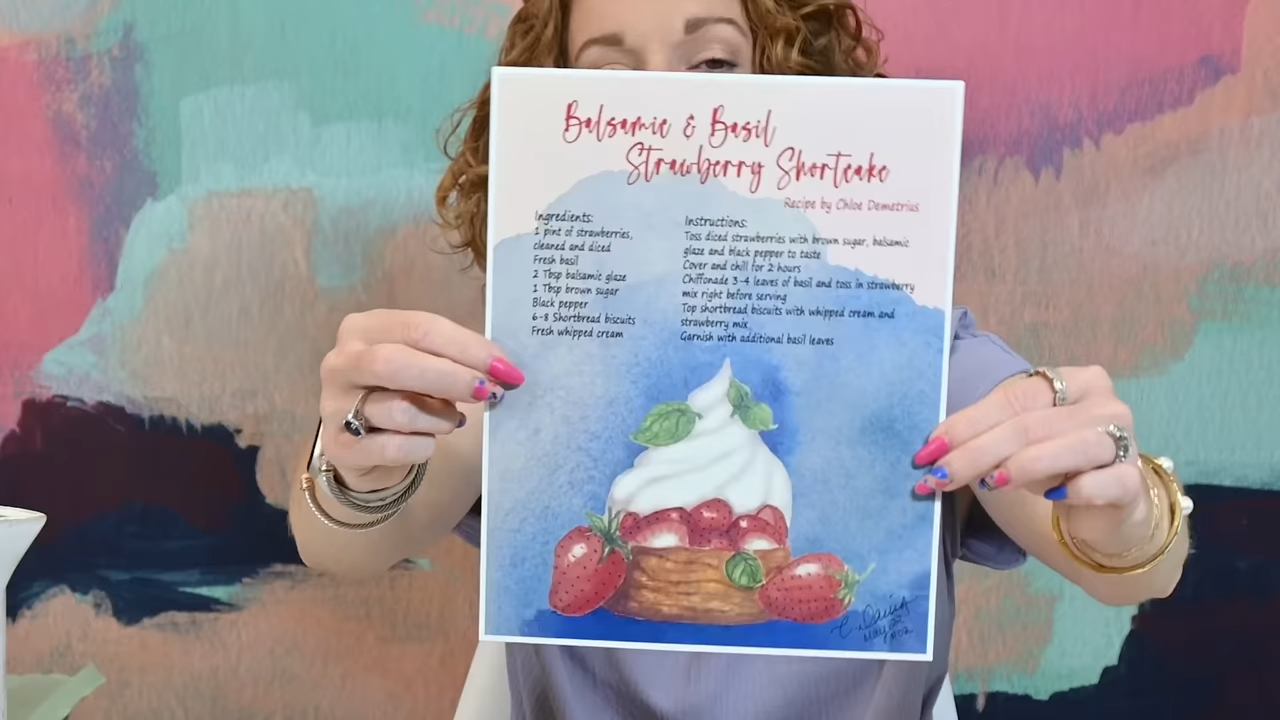 Balsamic & Basil
Strawberry Shortcake
Recipe by Chloe Demetrius
Ingredients:
1 pint of strawberries,
cleaned and diced
Fresh basil
2 Tbsp balsamic glaze
1 Tbsp brown sugar
Black pepper
6-8 Shortbread biscuits
Fresh whipped cream
Instructions:
Toss diced strawberries with brown sugar, balsamic
glaze and black pepper to taste
Cover and chill for 2 hours
Chiffonade 3-4 leaves of basil and toss in strawberry
mix right before serving
Top shortbread biscuits with whipped cream and
strawberry mix
Garnish with additional basil leaves
May 22